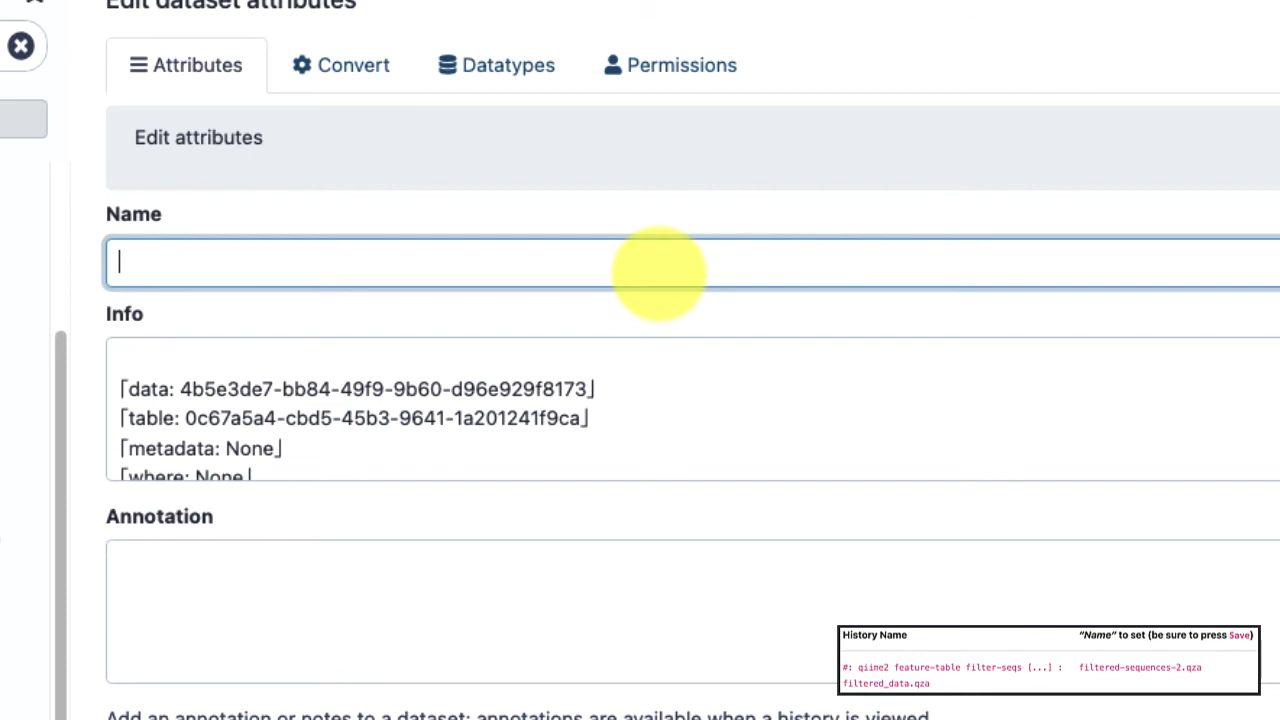 Edit dataset attributes
Attributes Convert Datatypes Permissions
Edit attributes
Name
Info
⌈data: 4b5e3de7-bb84-49f9-9b60-d96e929f8173⌋
⌈table: 0c67a5a4-cbd5-45b3-9641-1a201241f9ca⌋
⌈metadata: None⌋
⌈where: None⌋
Annotation
History Name "Name" to set (be sure to press Save)
#: qiime2 feature-table filter-seqs [...] : filtered-sequences-2.qza
filtered_data.qza
Add an annotation or notes to a dataset; annotations are available when a history is viewed.